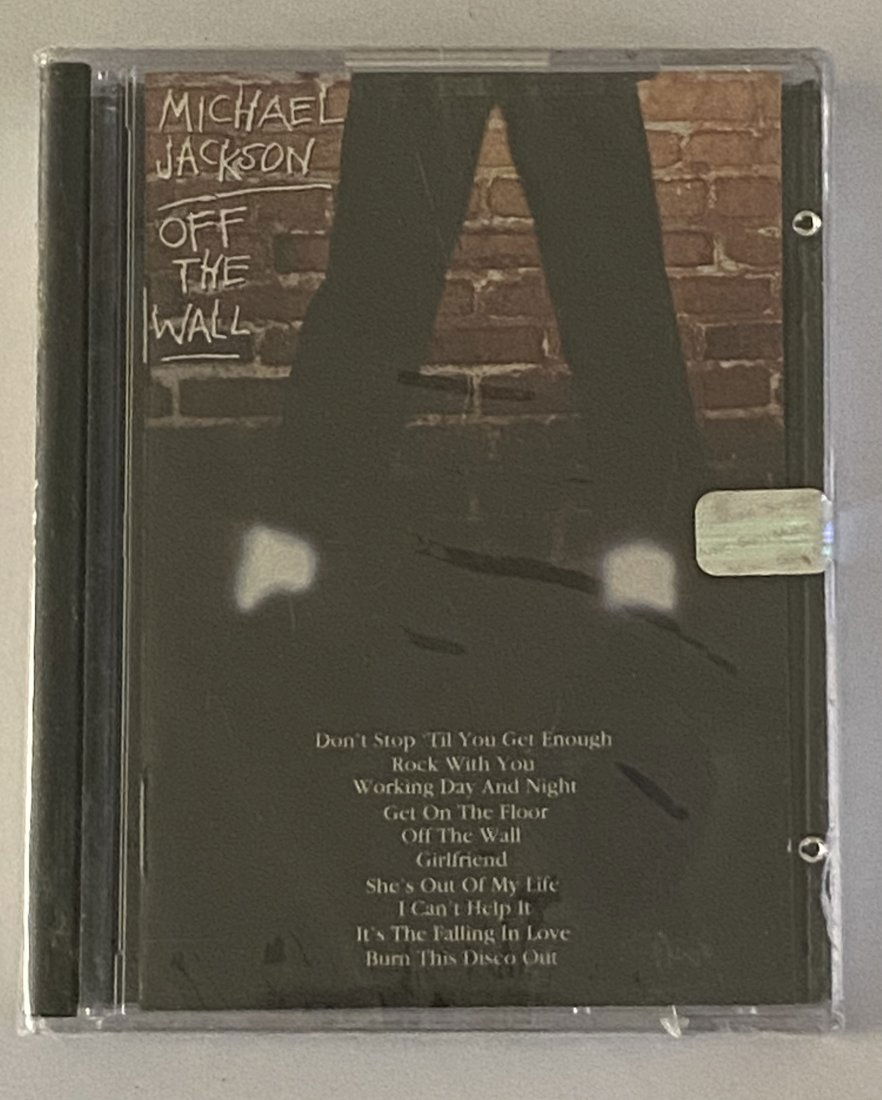 MICHAEL
JACKSON
OFF
THE
WALL
Don't Stop 'Til You Get Enough
Rock With You
Working Day And Night
Get On The Floor
Off The Wall
Girlfriend
She's Out Of My Life
I Can't Help It
It's The Falling In Love
Burn This Disco Out